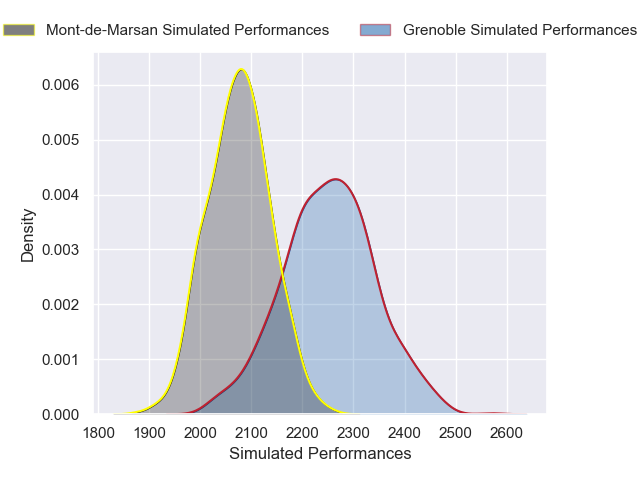 Mont-de-Marsan Simulated Performances
Grenoble Simulated Performances
0.006
0.005
0.004
0.003
0.002
0.001
0.000
Density
1800 1900 2000 2100 2200 2300 2400 2500 2600
Simulated Performances